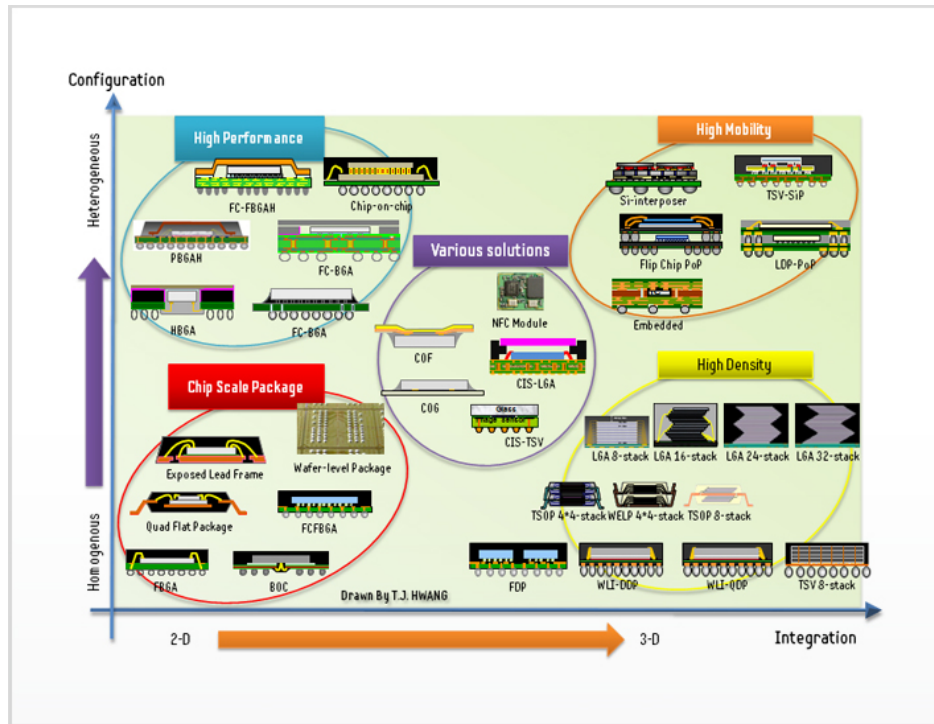 Configuration
Heterogeneous
Homogenous
High Performance
FC-FBGAH
Chip-on-chip
PBGAH
FC-BGA
HBGA
FC-BGA
High Mobility
Si-interposer
TSV-SiP
Flip Chip PoP
LDP-PoP
Embedded
Various solutions
NFC Module
COF
CIS-LGA
COG
Glass
CIS-TSV
Chip Scale Package
Wafer-level Package
Exposed Lead Frame
Quad Flat Package
FCFBGA
FBGA
BOC
High Density
LGA 8-stack
LGA 16-stack
LGA 24-stack
LGA 32-stack
TSOP 4*4-stack
WELP 4*4-stack
TSOP 8-stack
FDP
WLI-DDP
WLI-QDP
TSV 8-stack
Drawn By T.J. HWANG
2-D
3-D
Integration